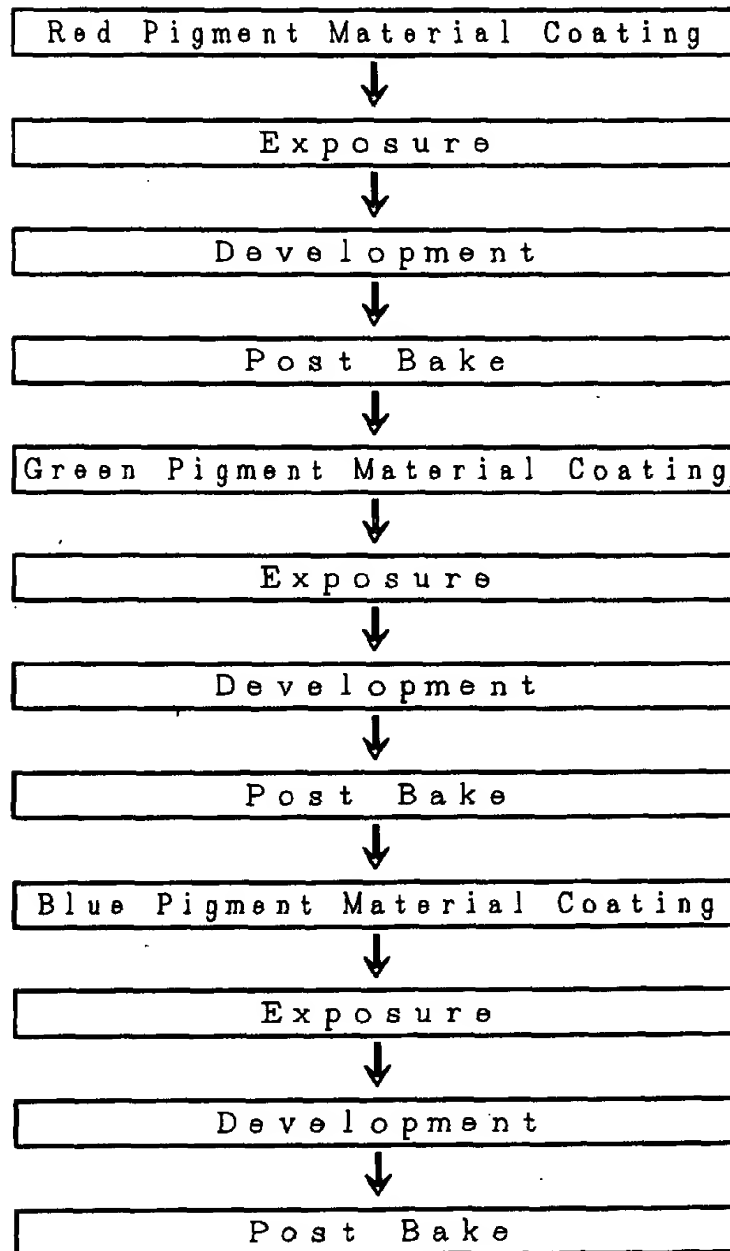 Red Pigment Material Coating
Exposure
Development
Post Bake
Green Pigment Material Coating
Exposure
Development
Post Bake
Blue Pigment Material Coating
Exposure
Development
Post Bake